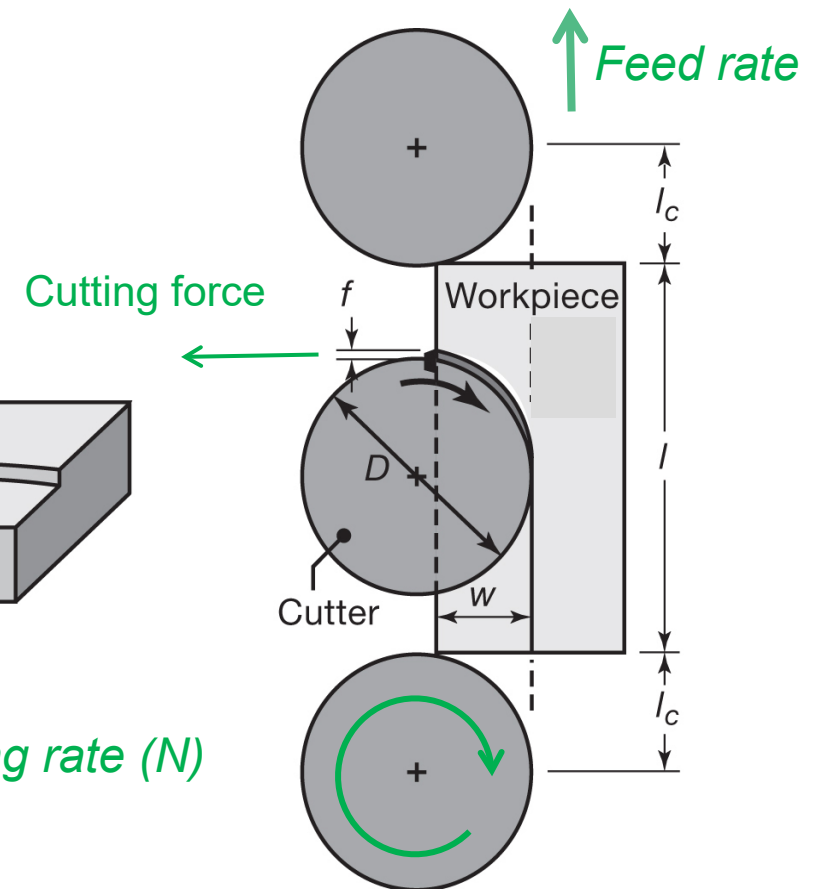 Feed rate
l_c
Cutting force
f
Workpiece
D
l
Cutter
w
l_c
g rate (N)